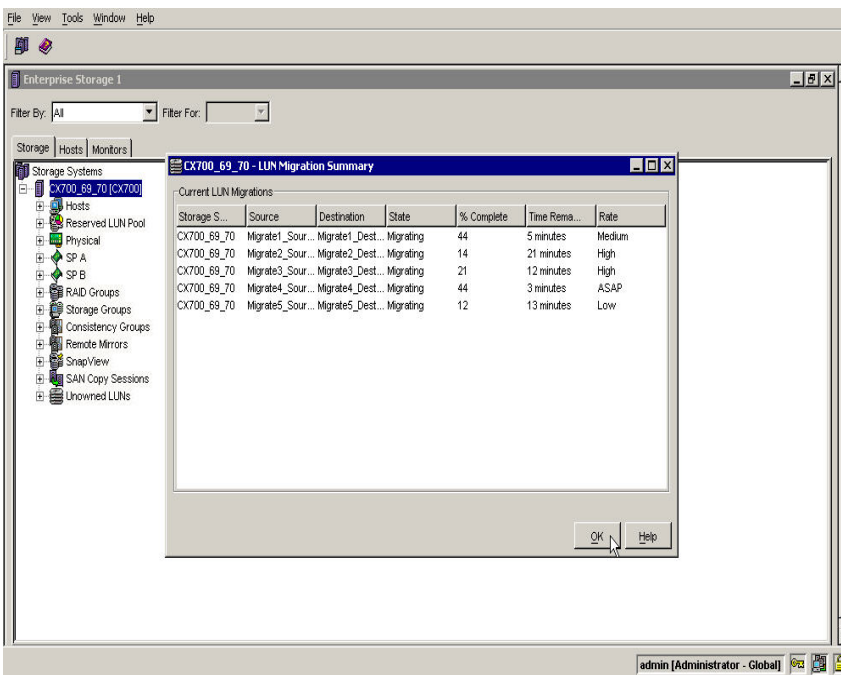 File View Tools Window Help
Enterprise Storage 1
Filter By: All Filter For:
Storage Hosts Monitors
Storage Systems
CX700_69_70 [CX700]
Hosts
Reserved LUN Pool
Physical
SP A
SP B
RAID Groups
Storage Groups
Consistency Groups
Remote Mirrors
SnapView
SAN Copy Sessions
Unowned LUNs
CX700_69_70 - LUN Migration Summary
Current LUN Migrations
Storage S... Source Destination State % Complete Time Rema... Rate
CX700_69_70 Migrate1_Sour... Migrate1_Dest... Migrating 44 5 minutes Medium
CX700_69_70 Migrate2_Sour... Migrate2_Dest... Migrating 14 21 minutes High
CX700_69_70 Migrate3_Sour... Migrate3_Dest... Migrating 21 12 minutes High
CX700_69_70 Migrate4_Sour... Migrate4_Dest... Migrating 44 3 minutes ASAP
CX700_69_70 Migrate5_Sour... Migrate5_Dest... Migrating 12 13 minutes Low
OK Help
admin [Administrator - Global]